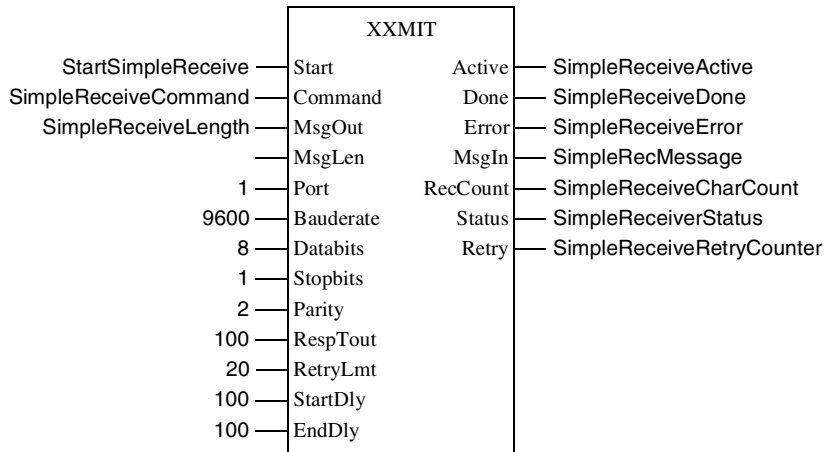 XXMIT
StartSimpleReceive Start Active SimpleReceiveActive
SimpleReceiveCommand Command Done SimpleReceiveDone
SimpleReceiveLength MsgOut Error SimpleReceiveError
MsgLen MsgIn SimpleRecMessage
1 Port RecCount SimpleReceiveCharCount
9600 Bauderate Status SimpleReceiverStatus
8 Databits Retry SimpleReceiveRetryCounter
1 Stopbits
2 Parity
100 RespTout
20 RetryLmt
100 StartDly
100 EndDly